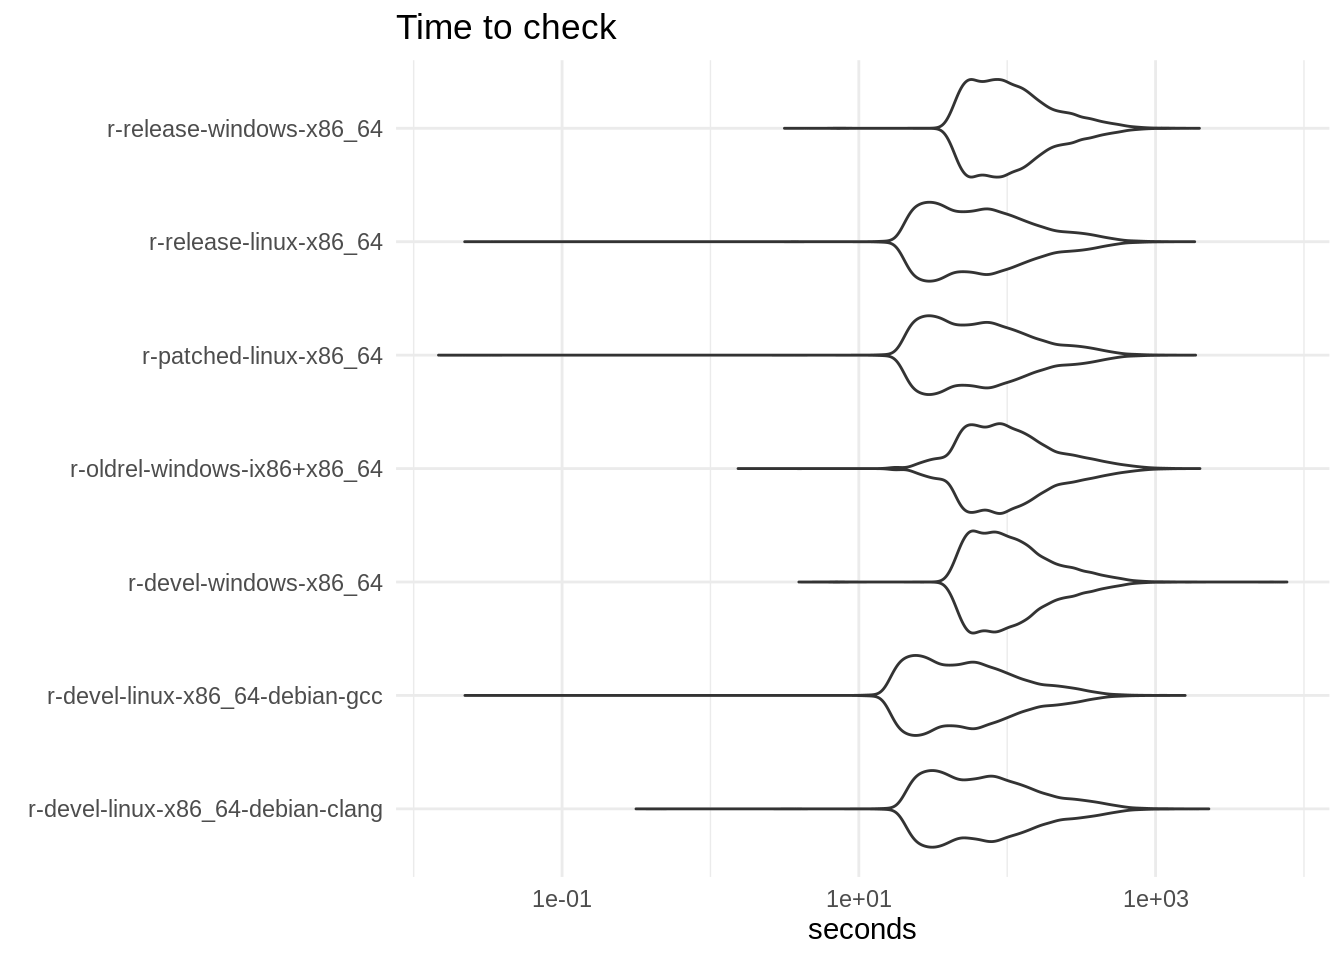 Time to check
r-release-windows-x86_64
r-release-linux-x86_64
r-patched-linux-x86_64
r-oldrel-windows-ix86+x86_64
r-devel-windows-x86_64
r-devel-linux-x86_64-debian-gcc
r-devel-linux-x86_64-debian-clang
1e-01 1e+01 1e+03
seconds